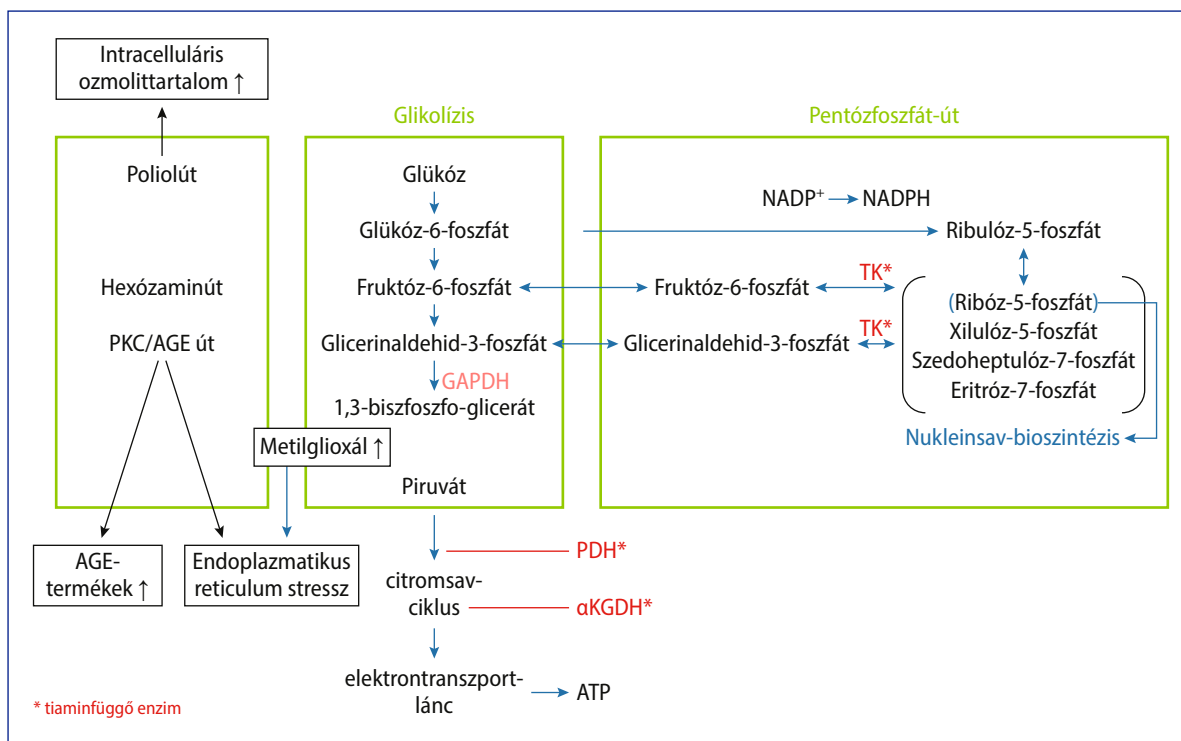 Intracelluláris
ozmolittartalom ↑
Glikolízis
Pentózfoszfát-út
Poliolút
Glükóz
NADP⁺ → NADPH
Glükóz-6-foszfát
Ribulóz-5-foszfát
Hexózaminút
Fruktóz-6-foszfát
Fruktóz-6-foszfát
TK*
(Ribóz-5-foszfát)
PKC/AGE út
Glicerinaldehid-3-foszfát
Glicerinaldehid-3-foszfát
TK*
Xilulóz-5-foszfát
Szedoheptulóz-7-foszfát
Eritróz-7-foszfát
GAPDH
1,3-biszfoszfo-glicerát
Nukleinsav-bioszintézis
Metilglioxál ↑
Piruvát
AGE-
termékek ↑
Endoplazmatikus
reticulum stressz
PDH*
citromsav-
ciklus
αKGDH*
elektrontranszport-
lánc
ATP
* tiaminfüggő enzim